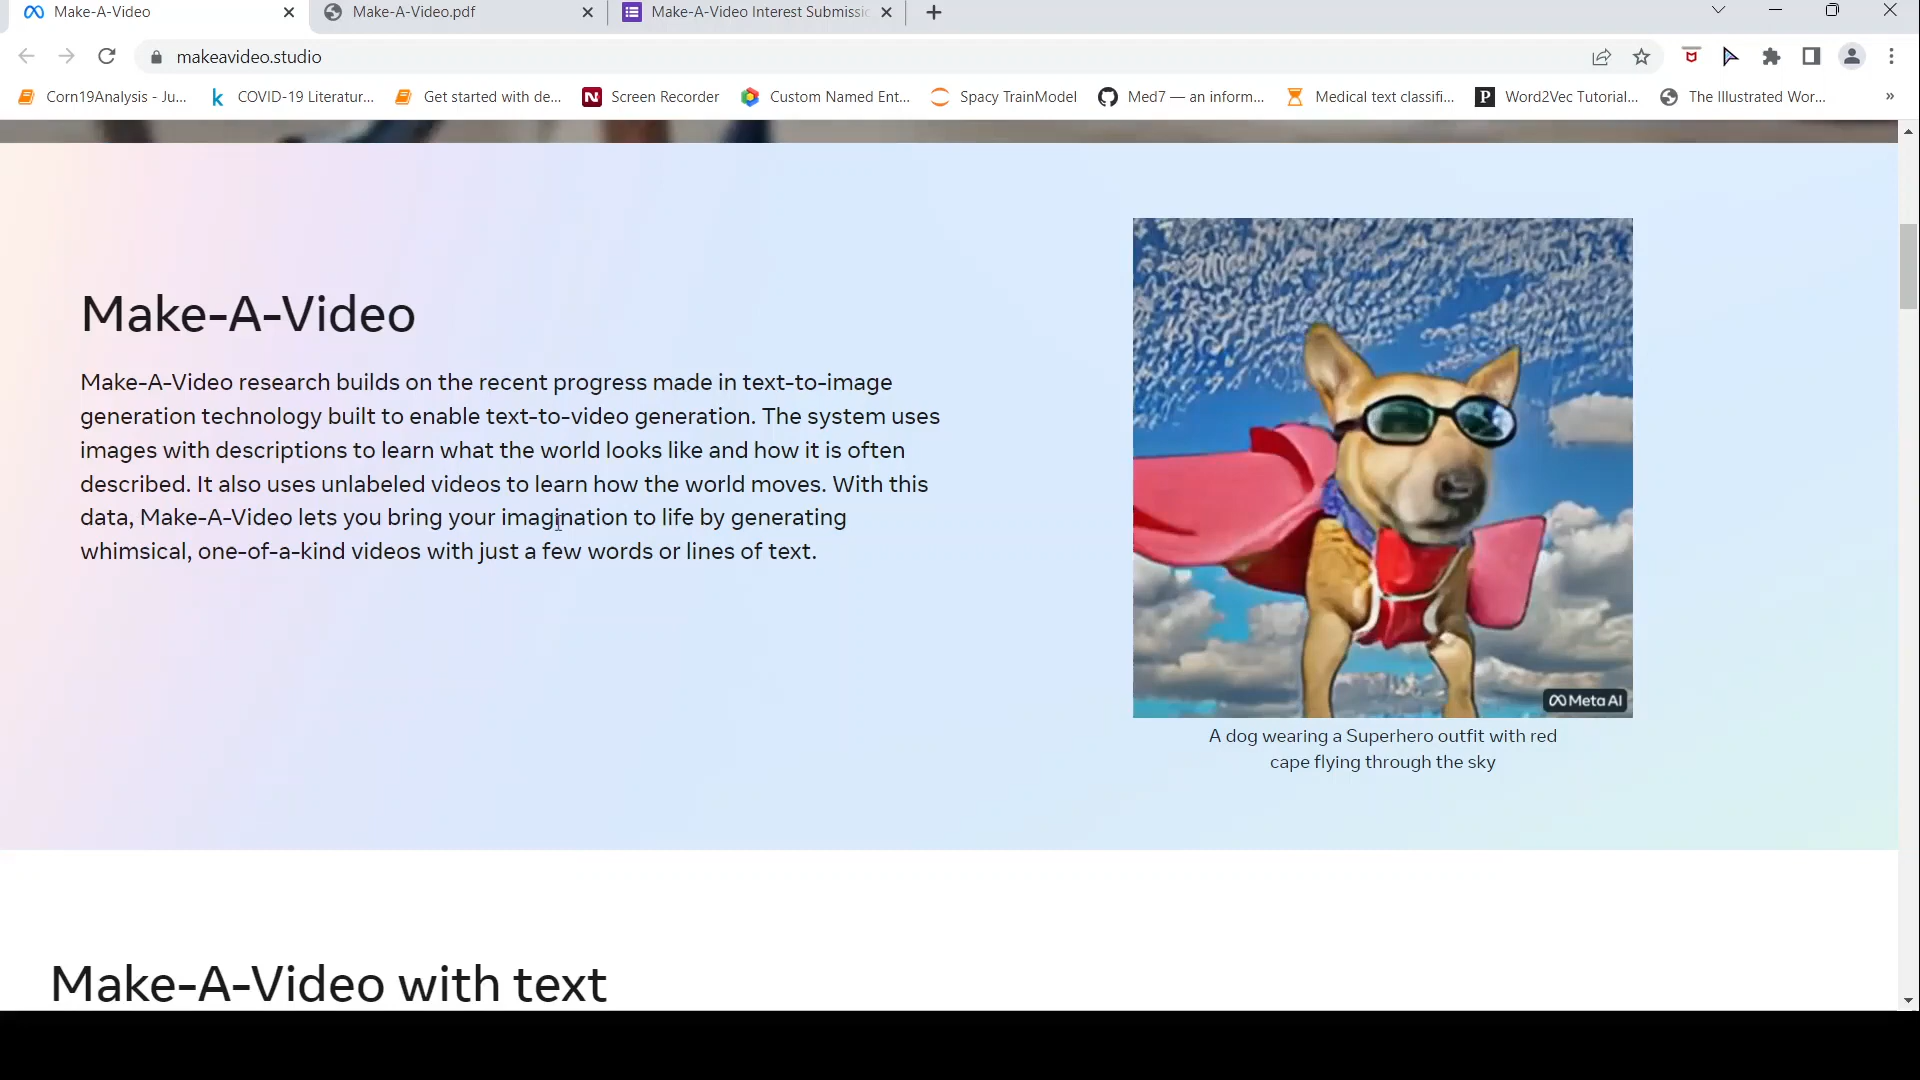 Make-A-Video
Make-A-Video.pdf
Make-A-Video Interest Submissio
makeavideo.studio
Corn19Analysis - Ju...
COVID-19 Literatur...
Get started with de...
Screen Recorder
Custom Named Ent...
Spacy TrainModel
Med7 — an inform...
Medical text classifi...
Word2Vec Tutorial...
The Illustrated Wor...
»
Make-A-Video
Make-A-Video research builds on the recent progress made in text-to-image
generation technology built to enable text-to-video generation. The system uses
images with descriptions to learn what the world looks like and how it is often
described. It also uses unlabeled videos to learn how the world moves. With this
data, Make-A-Video lets you bring your imagination to life by generating
whimsical, one-of-a-kind videos with just a few words or lines of text.
Meta AI
A dog wearing a Superhero outfit with red
cape flying through the sky
Make-A-Video with text